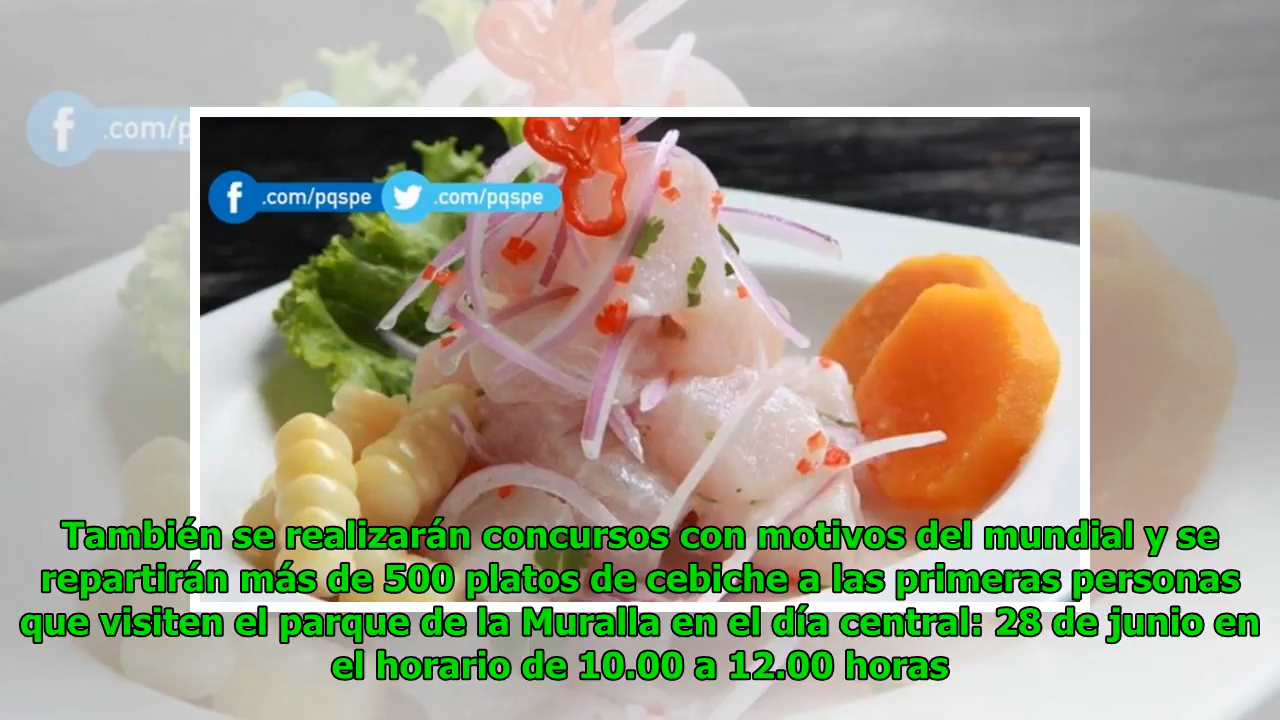 f .com/p
f .com/pqspe .com/pqspe
También se realizarán concursos con motivos del mundial y se
repartirán más de 500 platos de cebiche a las primeras personas
que visiten el parque de la Muralla en el día central: 28 de junio en
el horario de 10.00 a 12.00 horas